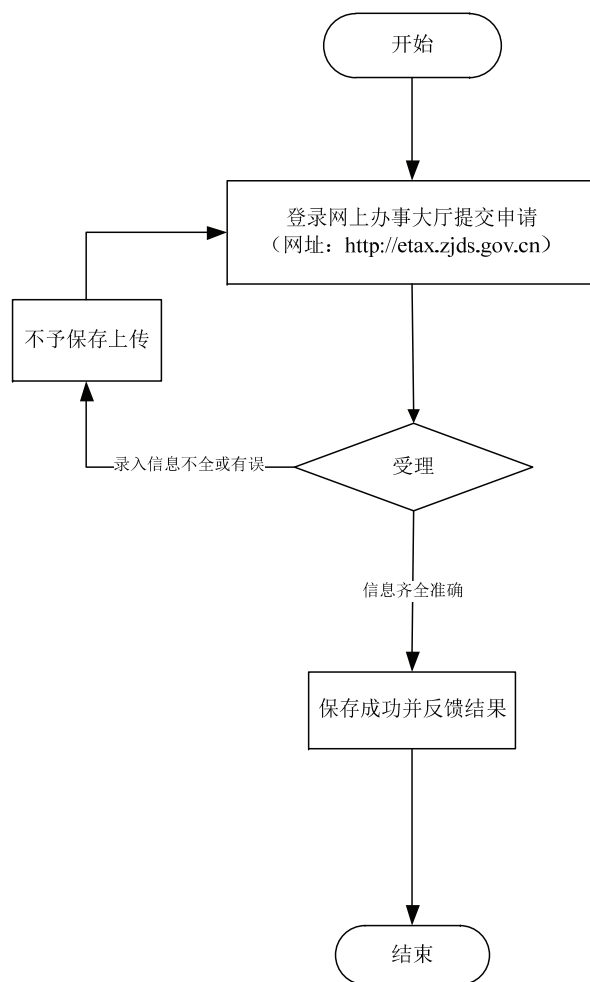 开始
登录网上办事大厅提交申请
（网址：http://etax.zjds.gov.cn）
不予保存上传
录入信息不全或有误
受理
信息齐全准确
保存成功并反馈结果
结束